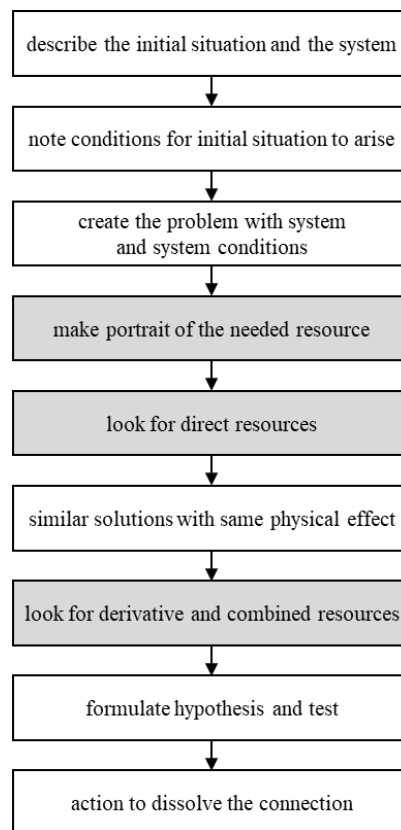 describe the initial situation and the system
note conditions for initial situation to arise
create the problem with system
and system conditions
make portrait of the needed resource
look for direct resources
similar solutions with same physical effect
look for derivative and combined resources
formulate hypothesis and test
action to dissolve the connection